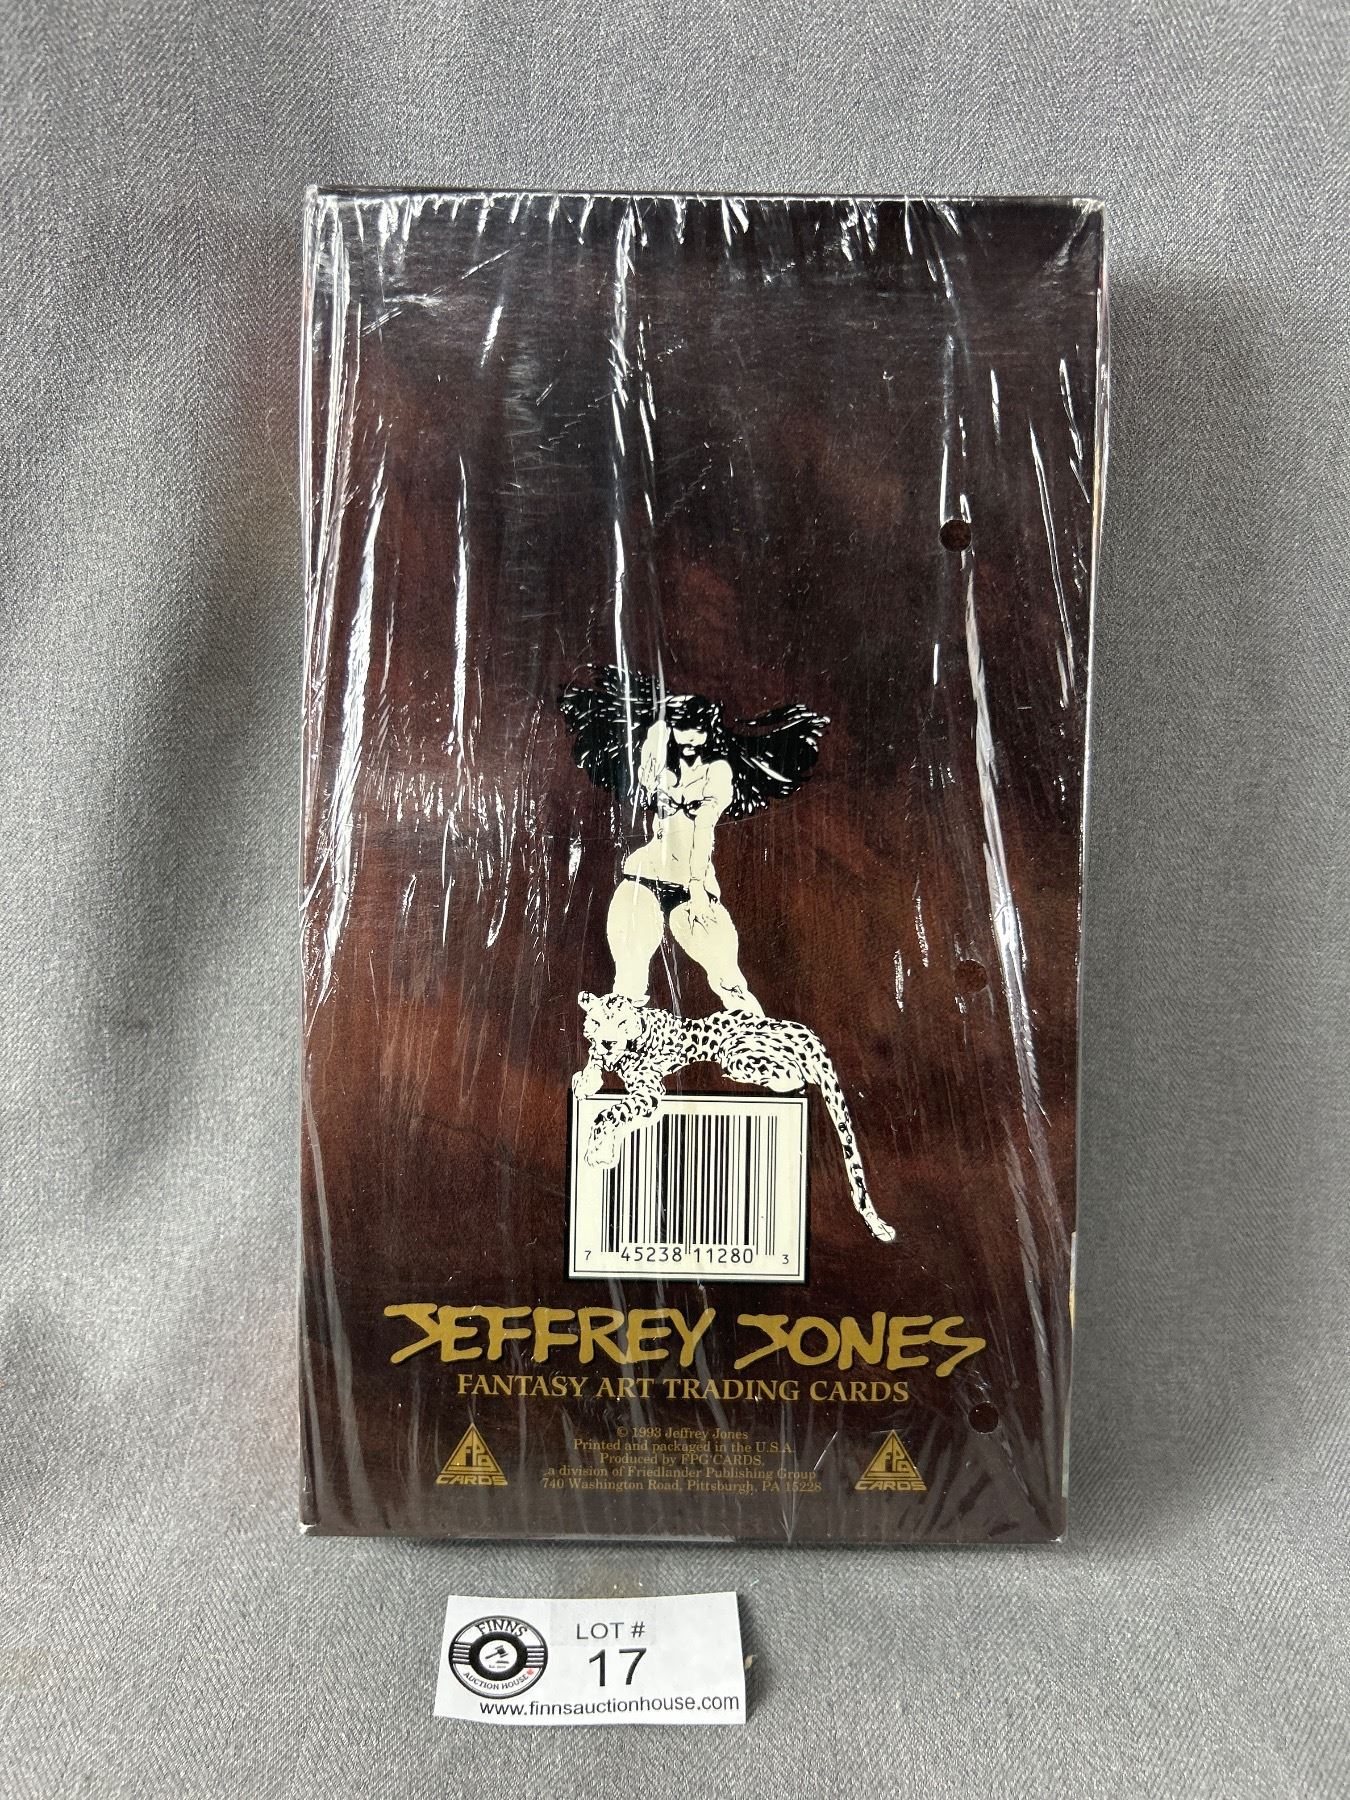 7 45238 11280 3
JEFFREY JONES
FANTASY ART TRADING CARDS
© 1993 Jeffrey Jones
Printed and packaged in the U.S.A.
Produced by FPG CARDS,
a division of Friedlander Publishing Group
740 Washington Road, Pittsburgh, PA 15228
FPG
CARDS
FPG
CARDS
FINNS
AUCTION HOUSE
LOT #
17
www.finnsauctionhouse.com